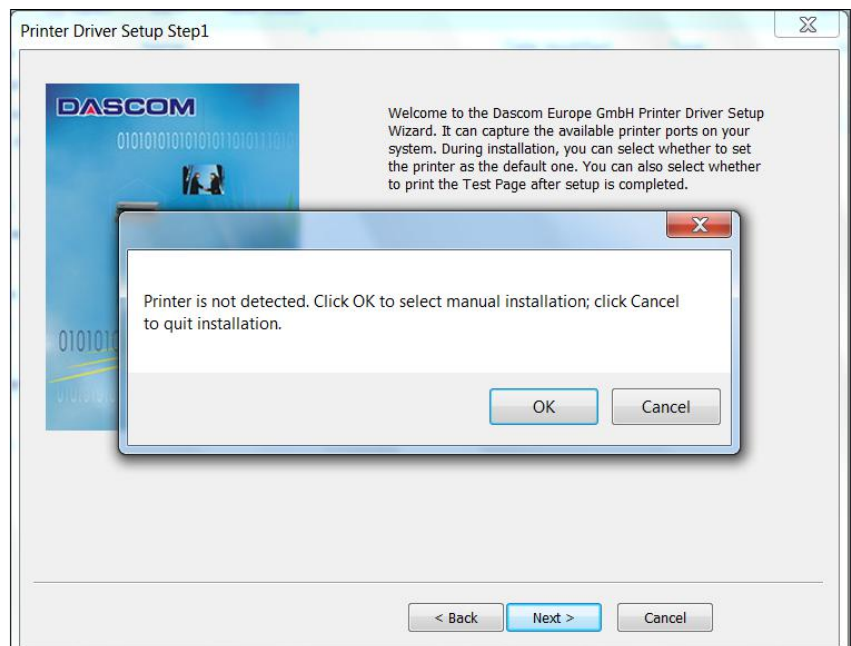 Printer Driver Setup Step1
DASCOM
Welcome to the Dascom Europe GmbH Printer Driver Setup
Wizard. It can capture the available printer ports on your
system. During installation, you can select whether to set
the printer as the default one. You can also select whether
to print the Test Page after setup is completed.
Printer is not detected. Click OK to select manual installation; click Cancel
to quit installation.
OK
Cancel
< Back
Next >
Cancel